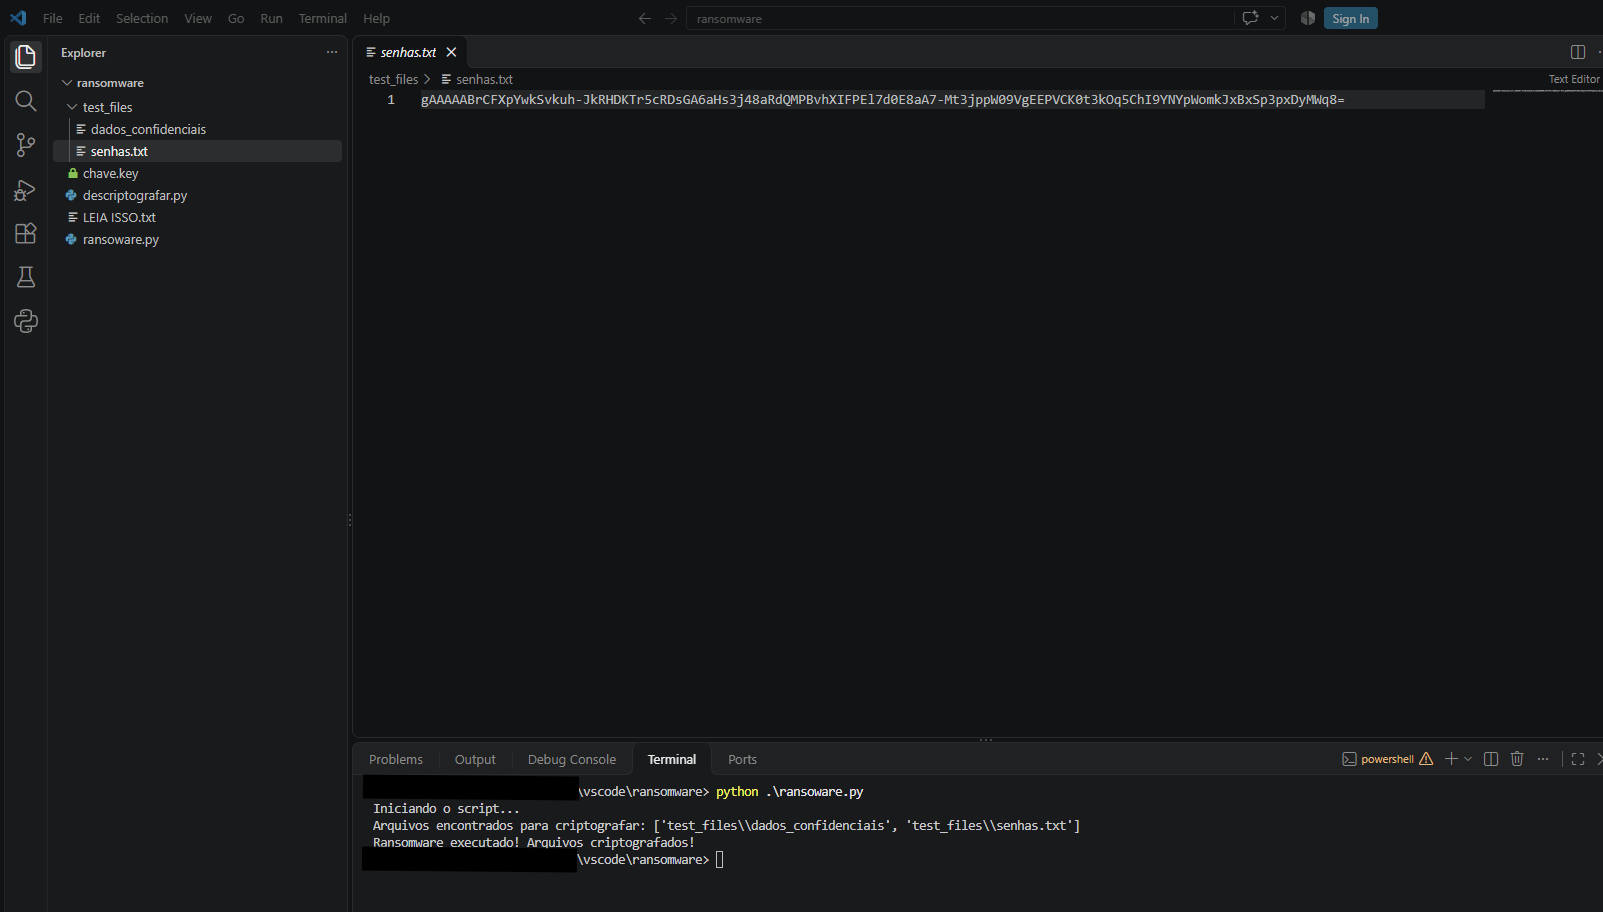 File Edit Selection View Go Run Terminal Help
ransomware
Sign In
Explorer
ransomware
test_files
dados_confidenciais
senhas.txt
chave.key
descriptografar.py
LEIA ISSO.txt
ransoware.py
senhas.txt
test_files senhas.txt
Text Editor
1 gAAAAABrCFXpYwkSvkuh-JkRHDKTr5cRDsGA6aHs3j48aRdQMPBvhXIFPEl7d0E8aA7-Mt3jppW09VgEEPVCK0t3kOq5ChI9YNYpWomkJxBxSp3pxDyMWq8=
Problems Output Debug Console Terminal Ports
powershell
\vscode\ransomware> python .\ransoware.py
Iniciando o script...
Arquivos encontrados para criptografar: ['test_files\\dados_confidenciais', 'test_files\\senhas.txt']
Ransomware executado! Arquivos criptografados!
\vscode\ransomware>